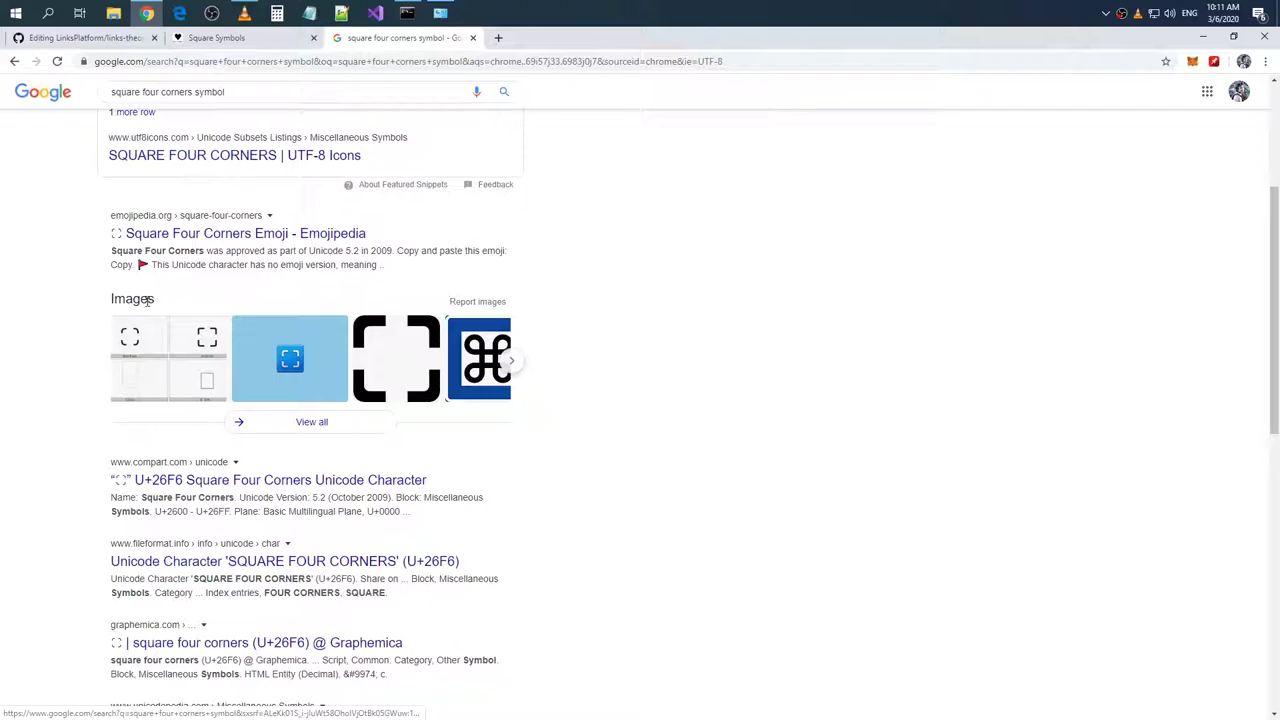 10:11 AM
ENG
3/6/2020
6
Editing LinksPlatform/links-theo
Square Symbols
square four corners symbol - Goo
google.com/search?q=square+four+corners+symbol&oq=square+four+corners+symbol&aqs=chrome..69i57j33.6983j0j7&sourceid=chrome&ie=UTF-8
Google
square four corners symbol
1 more row
www.utf8icons.com › Unicode Subsets Listings › Miscellaneous Symbols
SQUARE FOUR CORNERS | UTF-8 Icons
About Featured Snippets
Feedback
emojipedia.org › square-four-corners
⛶ Square Four Corners Emoji - Emojipedia
Square Four Corners was approved as part of Unicode 5.2 in 2009. Copy and paste this emoji:
Copy. 🚩 This Unicode character has no emoji version, meaning ..
Images
Report images
⌘
View all
www.compart.com › unicode
“⛶” U+26F6 Square Four Corners Unicode Character
Name: Square Four Corners. Unicode Version: 5.2 (October 2009). Block: Miscellaneous
Symbols, U+2600 - U+26FF. Plane: Basic Multilingual Plane, U+0000 ...
www.fileformat.info › info › unicode › char
Unicode Character 'SQUARE FOUR CORNERS' (U+26F6)
Unicode Character 'SQUARE FOUR CORNERS' (U+26F6). Share on ... Block, Miscellaneous
Symbols. Category ... Index entries, FOUR CORNERS, SQUARE.
graphemica.com › ...
⛶ | square four corners (U+26F6) @ Graphemica
square four corners (U+26F6) @ Graphemica. ... Script, Common. Category, Other Symbol.
Block, Miscellaneous Symbols. HTML Entity (Decimal), &#9974; c.
www.unicodepedia.com › Miscellaneous Symbols